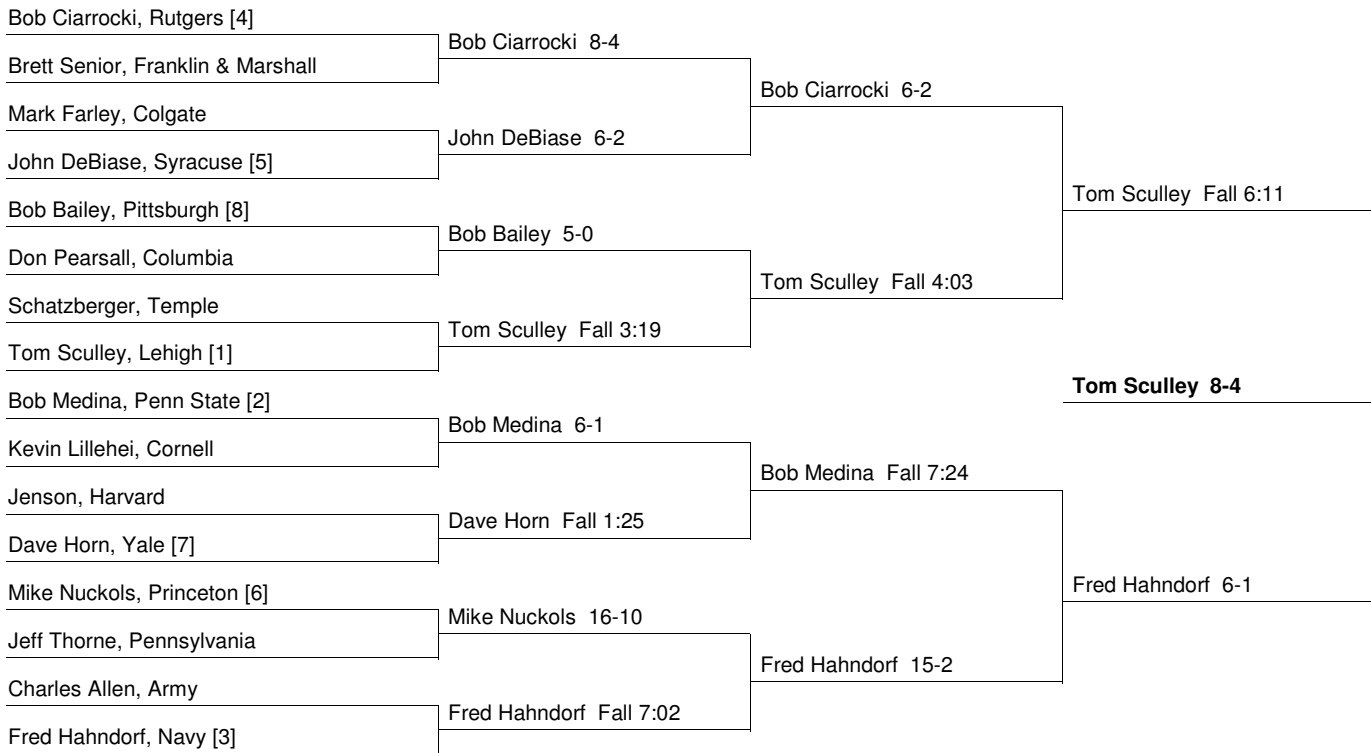 Bob Ciarrocki, Rutgers [4]
Brett Senior, Franklin & Marshall
Mark Farley, Colgate
John DeBiase, Syracuse [5]
Bob Bailey, Pittsburgh [8]
Don Pearsall, Columbia
Schatzberger, Temple
Tom Sculley, Lehigh [1]
Bob Medina, Penn State [2]
Kevin Lillehei, Cornell
Jenson, Harvard
Dave Horn, Yale [7]
Mike Nuckols, Princeton [6]
Jeff Thorne, Pennsylvania
Charles Allen, Army
Fred Hahndorf, Navy [3]
Bob Ciarrocki 8-4
John DeBiase 6-2
Bob Bailey 5-0
Tom Sculley Fall 3:19
Bob Medina 6-1
Dave Horn Fall 1:25
Mike Nuckols 16-10
Fred Hahndorf Fall 7:02
Bob Ciarrocki 6-2
Tom Sculley Fall 4:03
Bob Medina Fall 7:24
Fred Hahndorf 15-2
Tom Sculley Fall 6:11
Tom Sculley 8-4
Fred Hahndorf 6-1